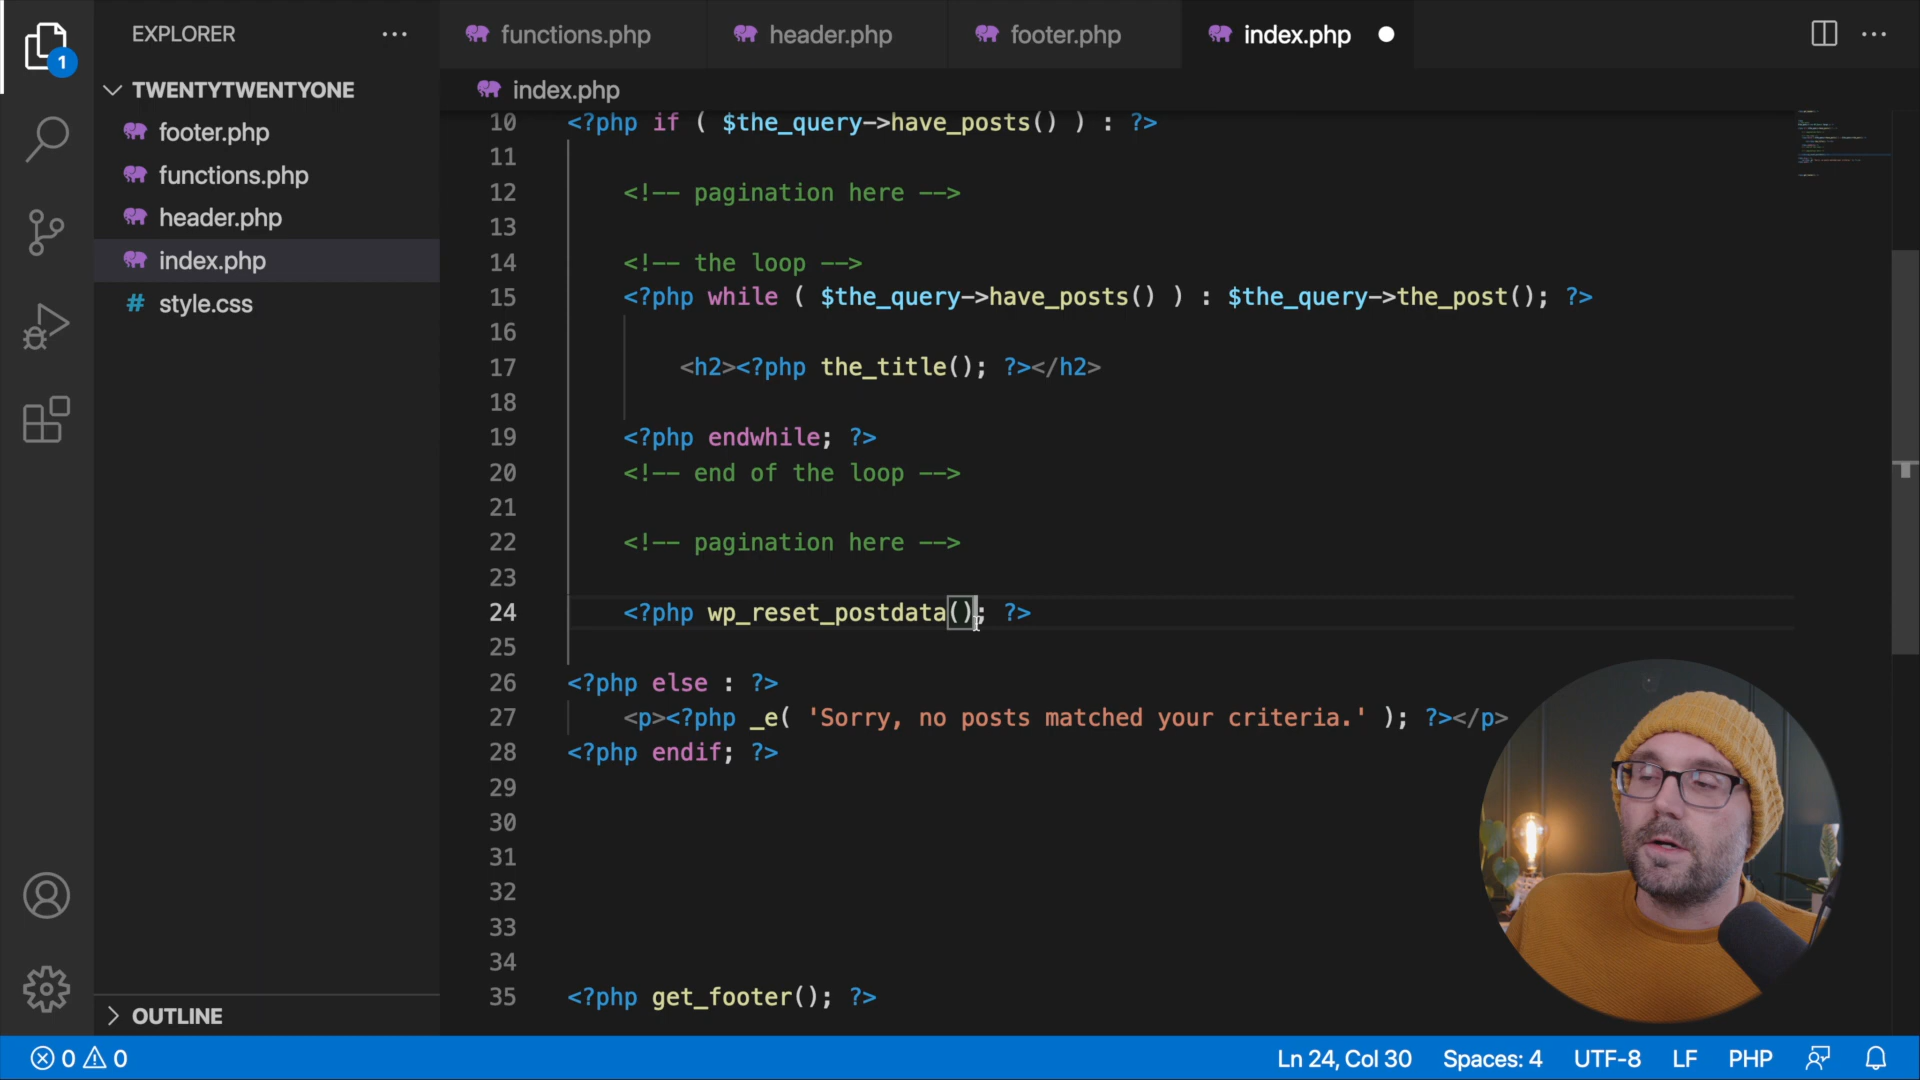 EXPLORER
functions.php
header.php
footer.php
index.php
1
TWENTYTWENTYONE
footer.php
functions.php
header.php
index.php
# style.css
index.php
10 <?php if ( $the_query->have_posts() ) : ?>
11
12 <!-- pagination here -->
13
14 <!-- the loop -->
15 <?php while ( $the_query->have_posts() ) : $the_query->the_post(); ?>
16
17 <h2><?php the_title(); ?></h2>
18
19 <?php endwhile; ?>
20 <!-- end of the loop -->
21
22 <!-- pagination here -->
23
24 <?php wp_reset_postdata(); ?>
25
26 <?php else : ?>
27 <p><?php _e( 'Sorry, no posts matched your criteria.' ); ?></p>
28 <?php endif; ?>
29
30
31
32
33
34
35 <?php get_footer(); ?>
OUTLINE
0 0
Ln 24, Col 30
Spaces: 4
UTF-8
LF
PHP